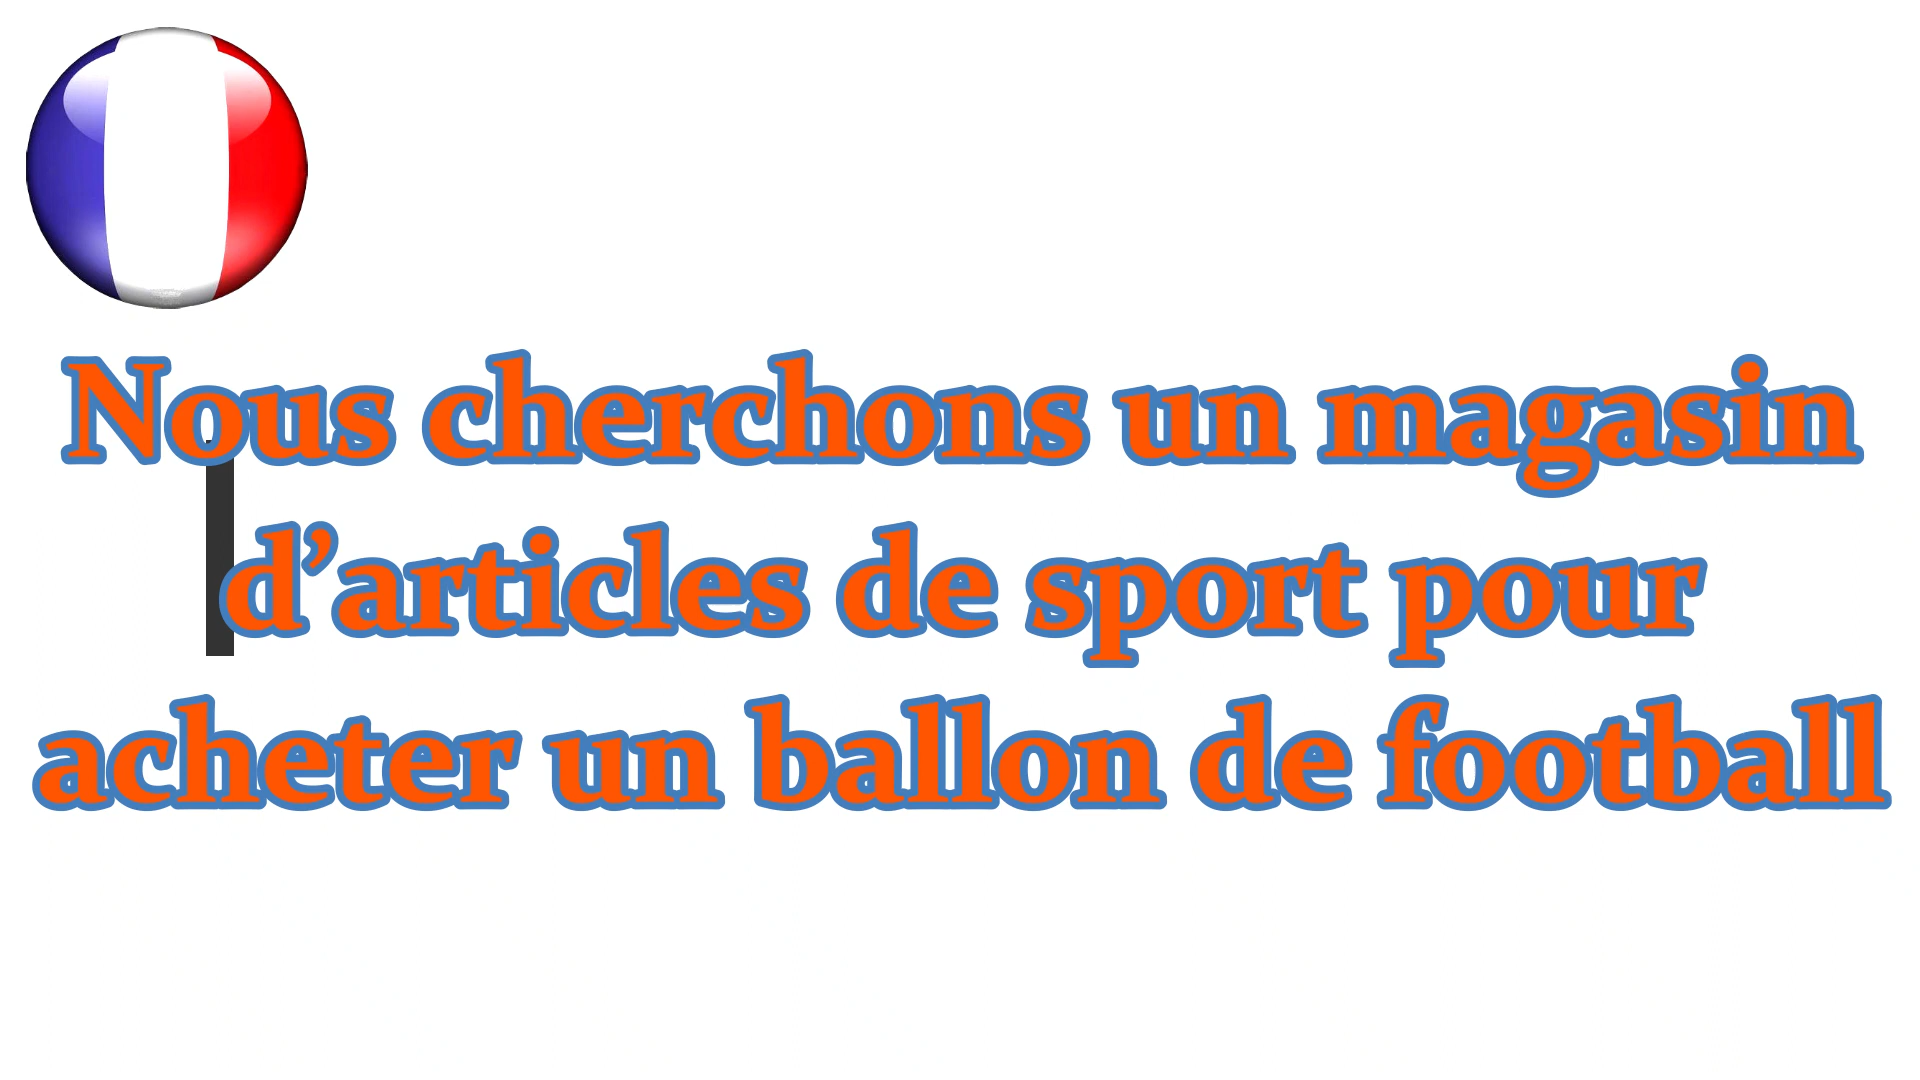 Nous cherchons un magasin
d’articles de sport pour
acheter un ballon de football